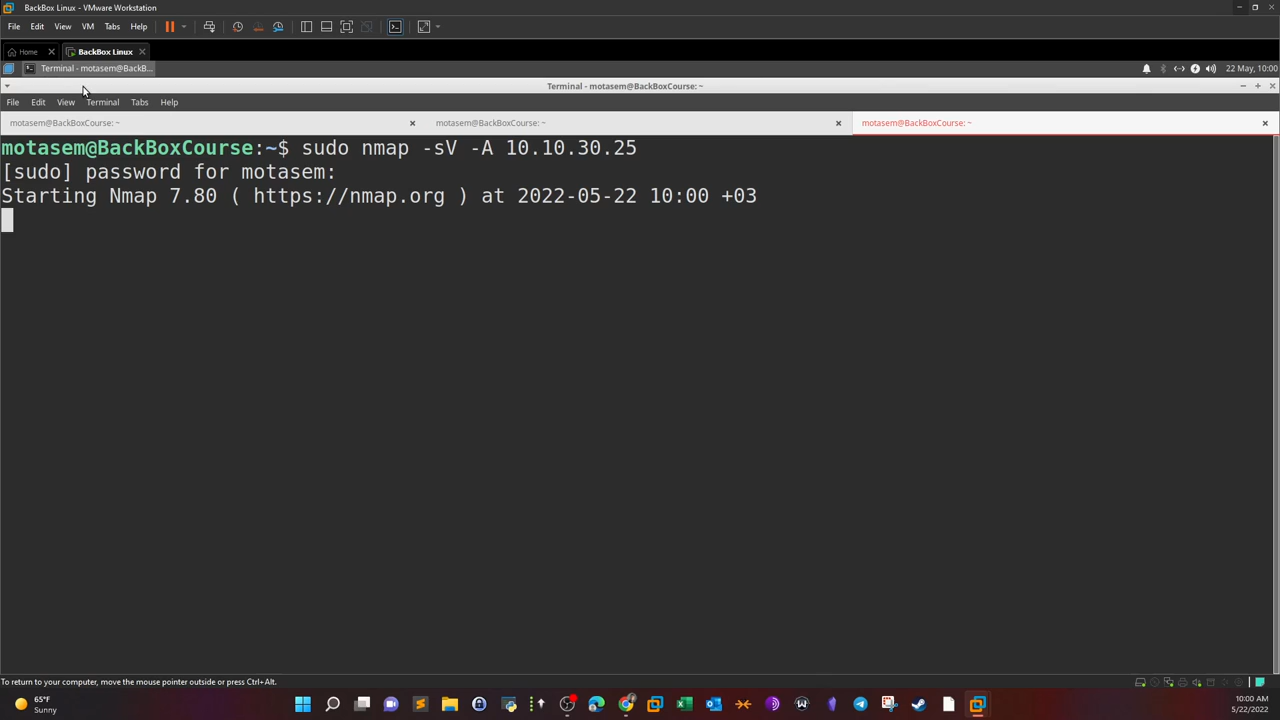 BackBox Linux - VMware Workstation
File Edit View VM Tabs Help
Home BackBox Linux
Terminal - motasem@BackB... 22 May, 10:00
Terminal - motasem@BackBoxCourse: ~
File Edit View Terminal Tabs Help
motasem@BackBoxCourse: ~ motasem@BackBoxCourse: ~ motasem@BackBoxCourse: ~
motasem@BackBoxCourse:~$ sudo nmap -sV -A 10.10.30.25
[sudo] password for motasem:
Starting Nmap 7.80 ( https://nmap.org ) at 2022-05-22 10:00 +03
To return to your computer, move the mouse pointer outside or press Ctrl+Alt.
65°F
Sunny
10:00 AM
5/22/2022